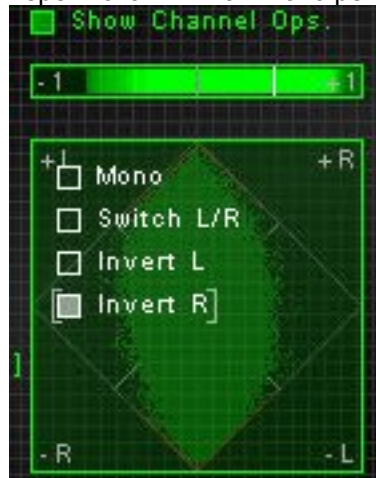 Show Channel Ops.
-1 +1
+L +R
Mono
Switch L/R
Invert L
[Invert R]
]
-R -L